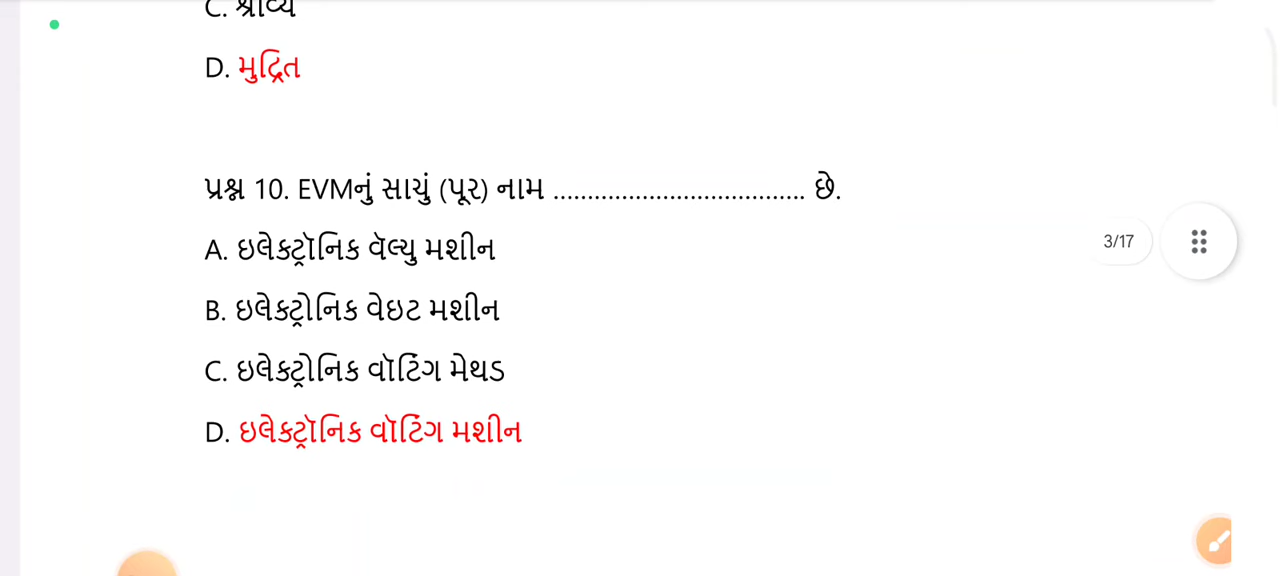 C. શ્રાવ્ય
D. મુદ્રિત
પ્રશ્ન 10. EVMનું સાચું (પૂર) નામ ..................................... છે.
A. ઇલેક્ટ્રૉનિક વૅલ્યુ મશીન
3/17
B. ઇલેક્ટ્રોનિક વેઇટ મશીન
C. ઇલેક્ટ્રોનિક વૉટિંગ મેથડ
D. ઇલેક્ટ્રૉનિક વૉટિંગ મશીન